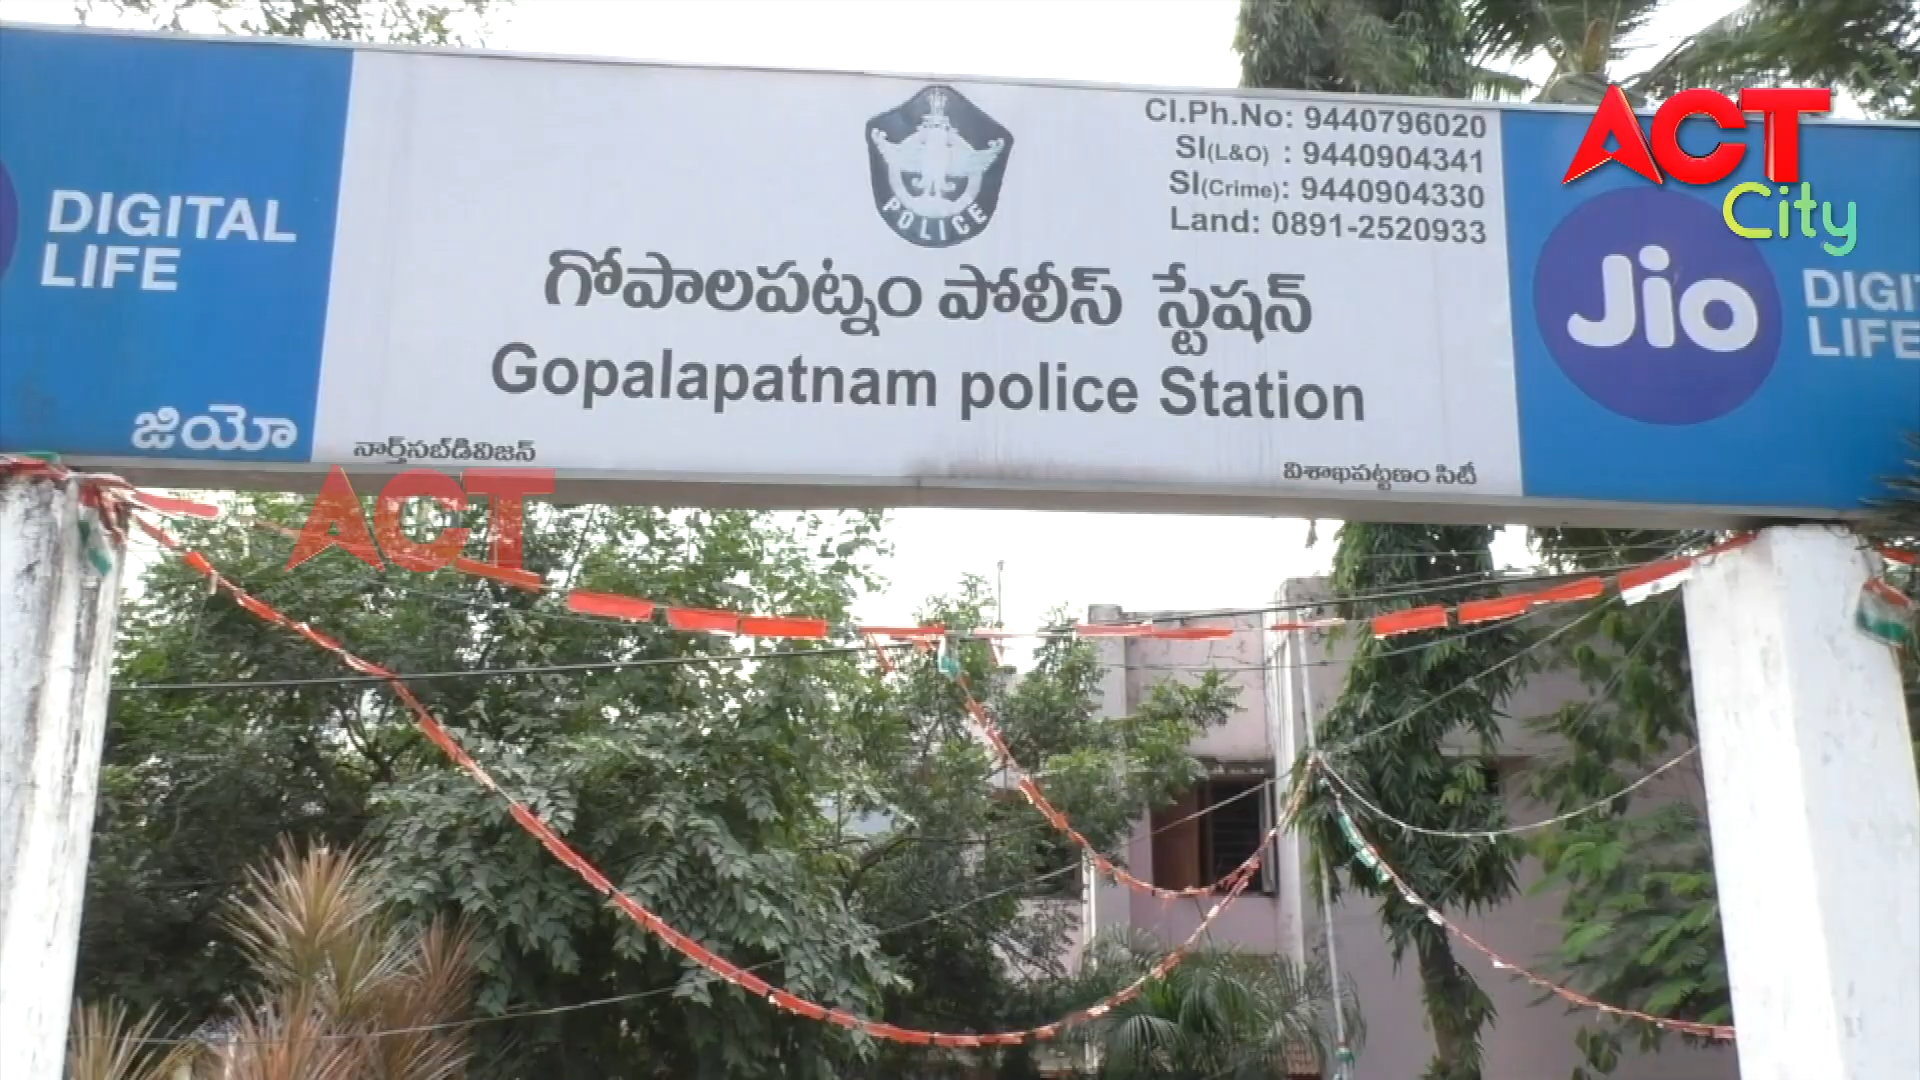 DIGITAL
LIFE
జియో
POLICE
CI.Ph.No: 9440796020
SI(L&O) : 9440904341
SI(Crime): 9440904330
Land: 0891-2520933
గోపాలపట్నం పోలీస్ స్టేషన్
Gopalapatnam police Station
నార్త్‌సబ్‌డివిజన్
విశాఖపట్టణం సిటీ
Jio
DIGIT
LIFE
ACT
City
ACT